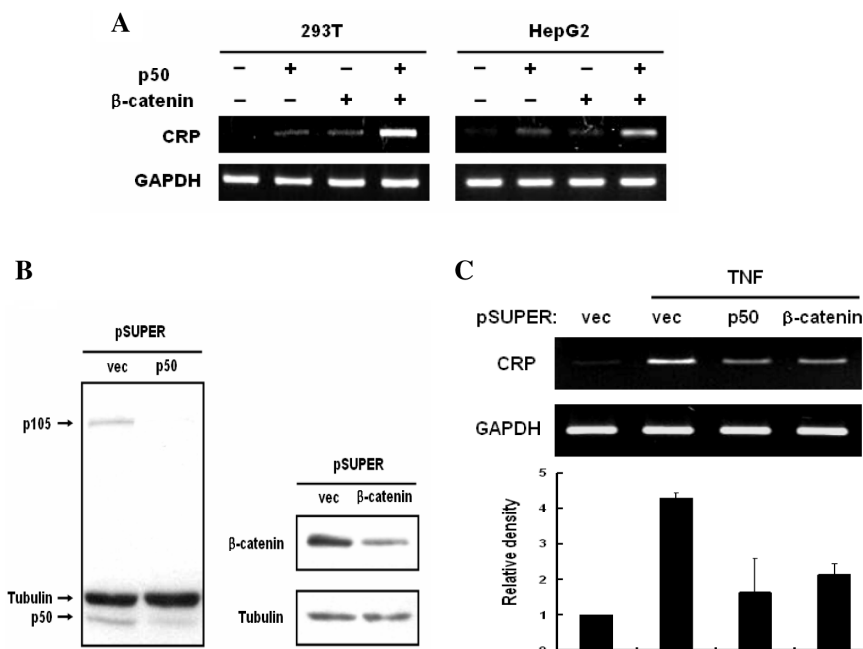 A
293T
HepG2
p50 – + – + – + – +
β-catenin – – + + – – + +
CRP
GAPDH
B
pSUPER
vec p50
p105 →
Tubulin →
p50 →
pSUPER
vec β-catenin
β-catenin
Tubulin
C
TNF
pSUPER: vec vec p50 β-catenin
CRP
GAPDH
Relative density
5
4
3
2
1
0